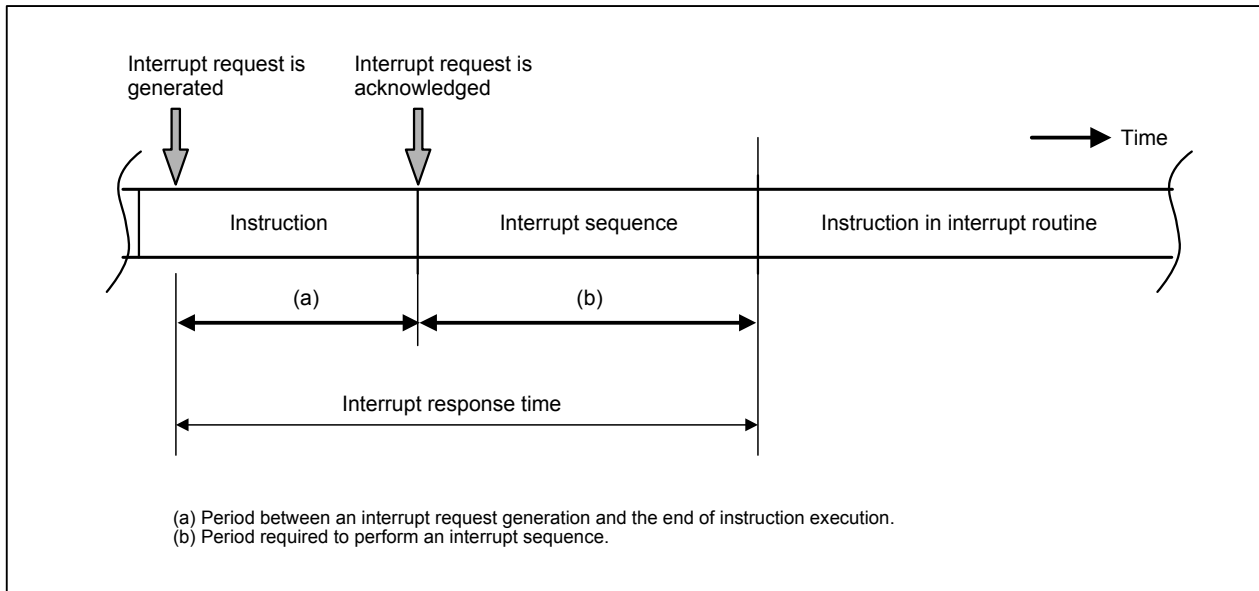 Interrupt request is
generated
Interrupt request is
acknowledged
Time
Instruction
Interrupt sequence
Instruction in interrupt routine
(a)
(b)
Interrupt response time
(a) Period between an interrupt request generation and the end of instruction execution.
(b) Period required to perform an interrupt sequence.